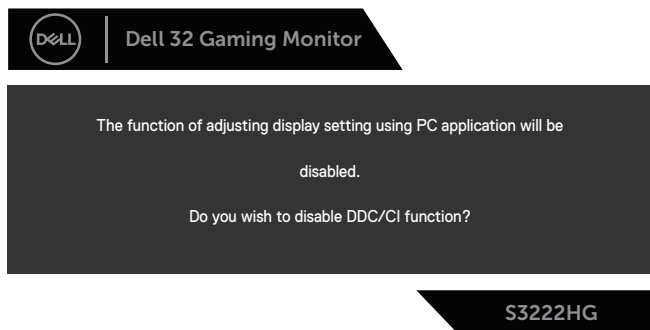 DELL
Dell 32 Gaming Monitor
The function of adjusting display setting using PC application will be
disabled.
Do you wish to disable DDC/CI function?
S3222HG